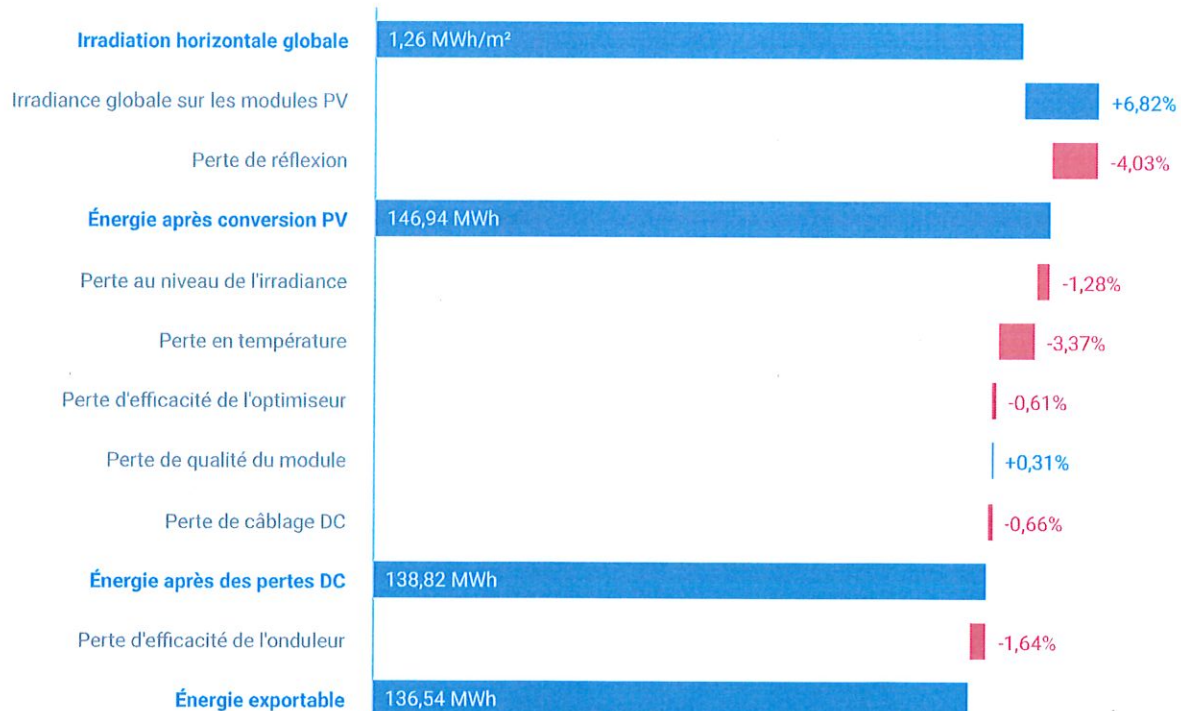 Irradiation horizontale globale 1,26 MWh/m²
Irradiance globale sur les modules PV +6,82%
Perte de réflexion -4,03%
Énergie après conversion PV 146,94 MWh
Perte au niveau de l'irradiance -1,28%
Perte en température -3,37%
Perte d'efficacité de l'optimiseur -0,61%
Perte de qualité du module +0,31%
Perte de câblage DC -0,66%
Énergie après des pertes DC 138,82 MWh
Perte d'efficacité de l'onduleur -1,64%
Énergie exportable 136,54 MWh